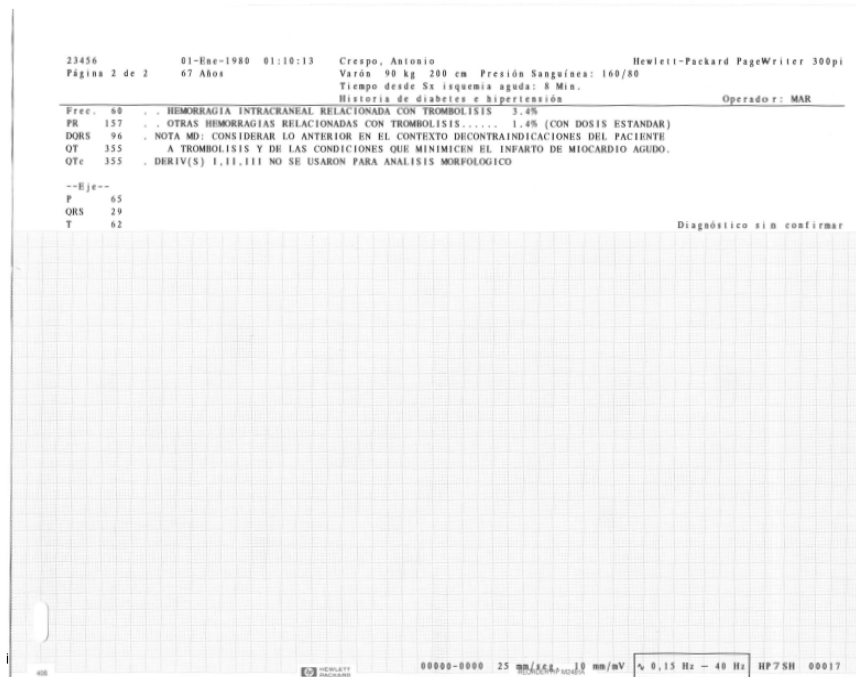 23456 01-Ene-1980 01:10:13 Crespo, Antonio Hewlett-Packard PageWriter 300pi
Página 2 de 2 67 Años Varón 90 kg 200 cm Presión Sanguínea: 160/80
Tiempo desde Sx isquemia aguda: 8 Min.
Historia de diabetes e hipertensión Operador: MAR
Frec. 60 . . HEMORRAGIA INTRACRANEAL RELACIONADA CON TROMBOLISIS 3.4%
PR 157 . . OTRAS HEMORRAGIAS RELACIONADAS CON TROMBOLISIS...... 1.4% (CON DOSIS ESTANDAR)
DQRS 96 . NOTA MD: CONSIDERAR LO ANTERIOR EN EL CONTEXTO DECONTRAINDICACIONES DEL PACIENTE
QT 355 A TROMBOLISIS Y DE LAS CONDICIONES QUE MINIMICEN EL INFARTO DE MIOCARDIO AGUDO.
QTc 355 . DERIV(S) I,II,III NO SE USARON PARA ANALISIS MORFOLOGICO
--Eje--
P 65
QRS 29
T 62 Diagnóstico sin confirmar
i
hp HEWLETT PACKARD 00000-0000 25 mm/seg. 10 mm/mV ∿ 0,15 Hz - 40 Hz HP7SH 00017